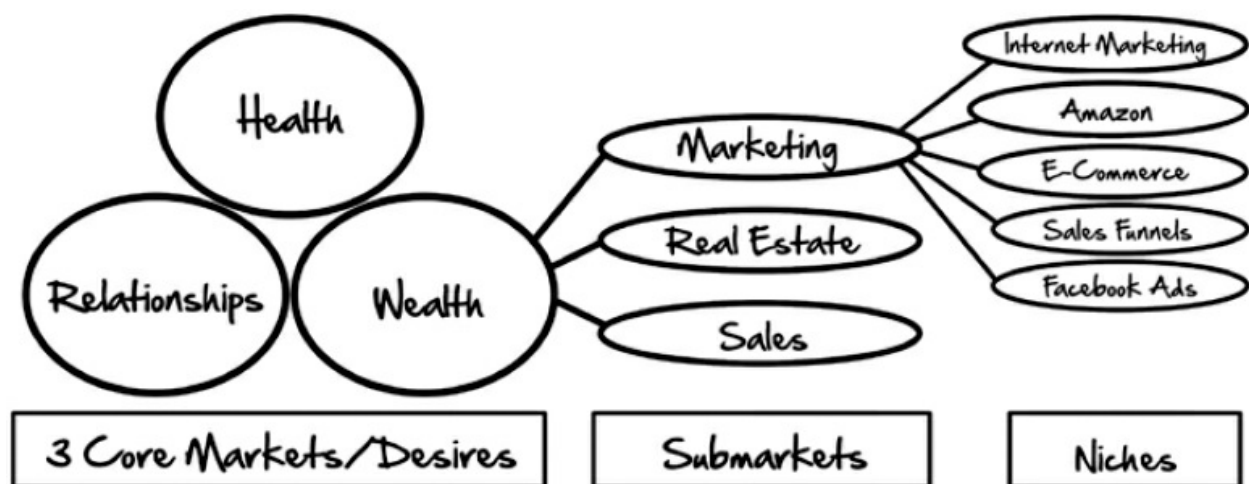 Health
Relationships
Wealth
Marketing
Real Estate
Sales
Internet Marketing
Amazon
E-Commerce
Sales Funnels
Facebook Ads
3 Core Markets/Desires
Submarkets
Niches